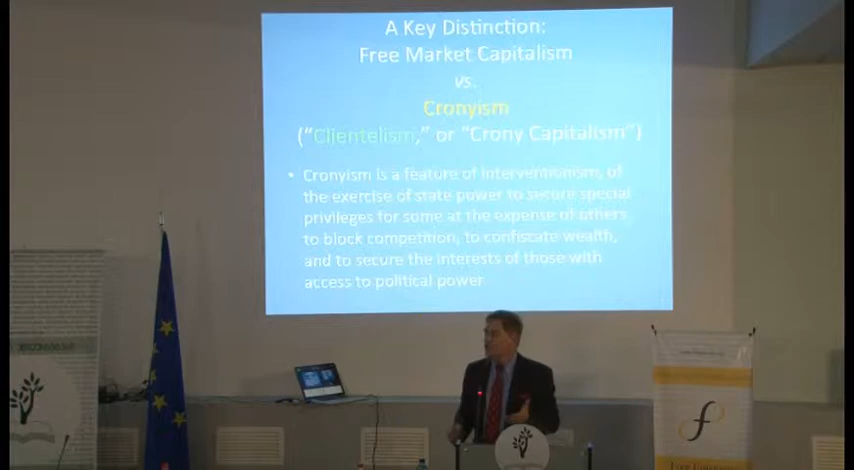 A Key Distinction:
Free Market Capitalism
vs.
Cronyism
("Clientelism," or "Crony Capitalism")
• Cronyism is a feature of interventionism, of
the exercise of state power to secure special
privileges for some at the expense of others
to block competition, to confiscate wealth,
and to secure the interests of those with
access to political power